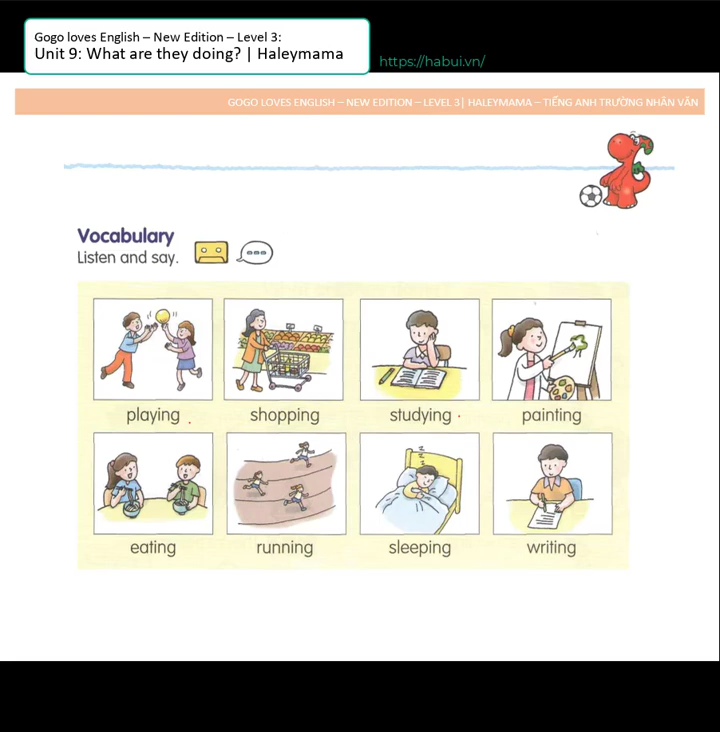 Gogo loves English – New Edition – Level 3:
Unit 9: What are they doing? | Haleymama
https://habui.vn/
GOGO LOVES ENGLISH – NEW EDITION – LEVEL 3| HALEYMAMA – TIẾNG ANH TRƯỜNG NHÂN VĂN
Vocabulary
Listen and say.
playing
shopping
studying
painting
eating
running
sleeping
writing